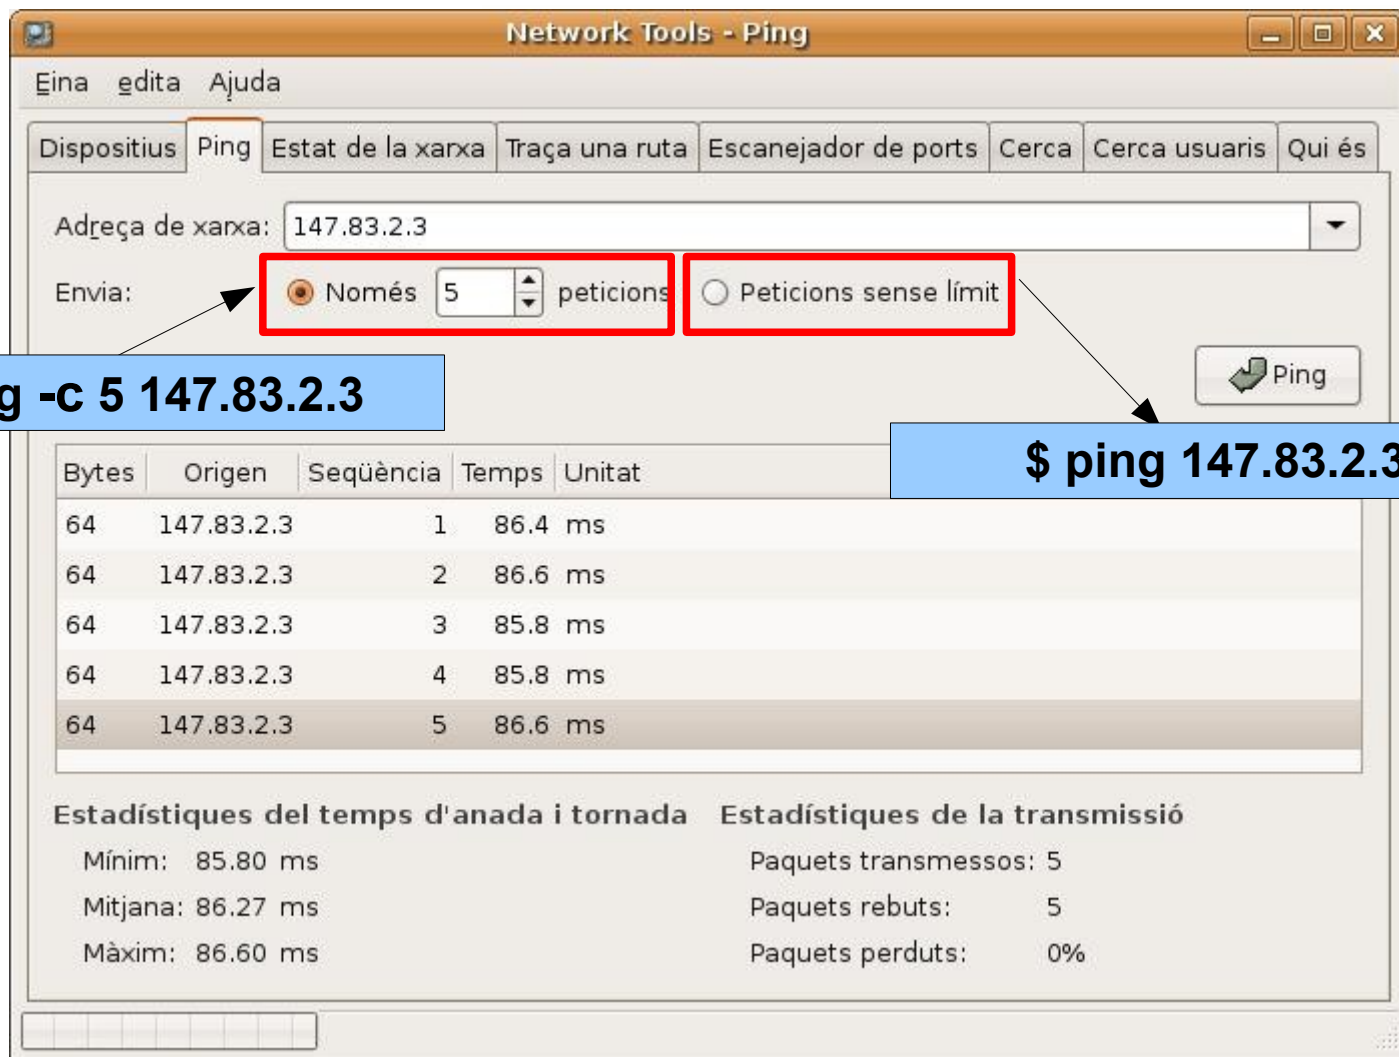 Network Tools - Ping
Eina edita Ajuda
Dispositius Ping Estat de la xarxa Traça una ruta Escanejador de ports Cerca Cerca usuaris Qui és
Adreça de xarxa: 147.83.2.3
Envia: Només 5 peticions Peticions sense límit
Ping
g -c 5 147.83.2.3
$ ping 147.83.2.3
Bytes Origen Seqüència Temps Unitat
64 147.83.2.3 1 86.4 ms
64 147.83.2.3 2 86.6 ms
64 147.83.2.3 3 85.8 ms
64 147.83.2.3 4 85.8 ms
64 147.83.2.3 5 86.6 ms
Estadístiques del temps d'anada i tornada Estadístiques de la transmissió
Mínim: 85.80 ms Paquets transmessos: 5
Mitjana: 86.27 ms Paquets rebuts: 5
Màxim: 86.60 ms Paquets perduts: 0%